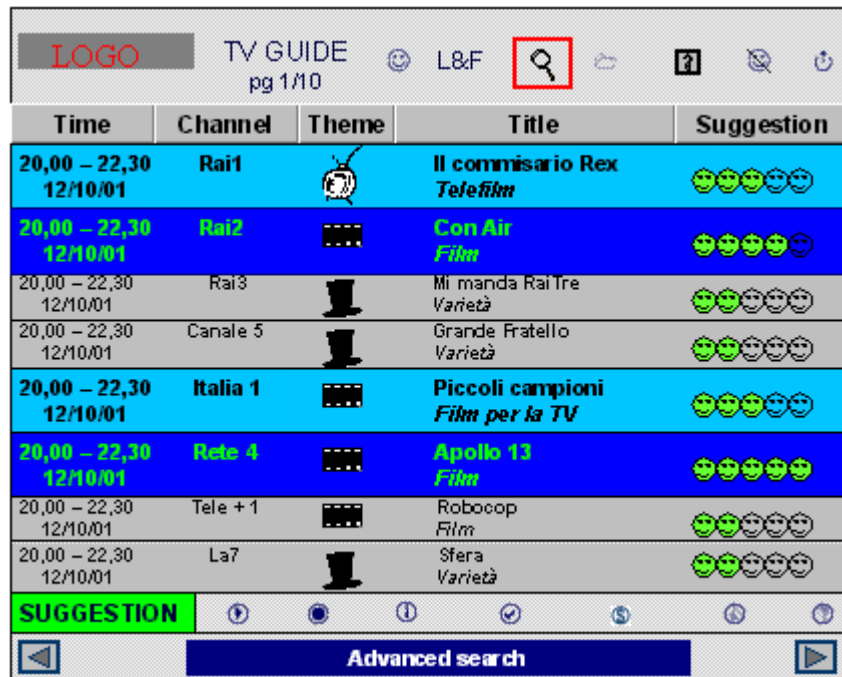 LOGO
TV GUIDE
pg 1/10
L&F
Time Channel Theme Title Suggestion
20,00 – 22,30 Rai1 Il commisario Rex
12/10/01 Telefilm
20,00 – 22,30 Rai2 Con Air
12/10/01 Film
20,00 – 22,30 Rai3 Mi manda RaiTre
12/10/01 Varietà
20,00 – 22,30 Canale 5 Grande Fratello
12/10/01 Varietà
20,00 – 22,30 Italia 1 Piccoli campioni
12/10/01 Film per la TV
20,00 – 22,30 Rete 4 Apollo 13
12/10/01 Film
20,00 – 22,30 Tele + 1 Robocop
12/10/01 Film
20,00 – 22,30 La7 Sfera
12/10/01 Varietà
SUGGESTION
Advanced search